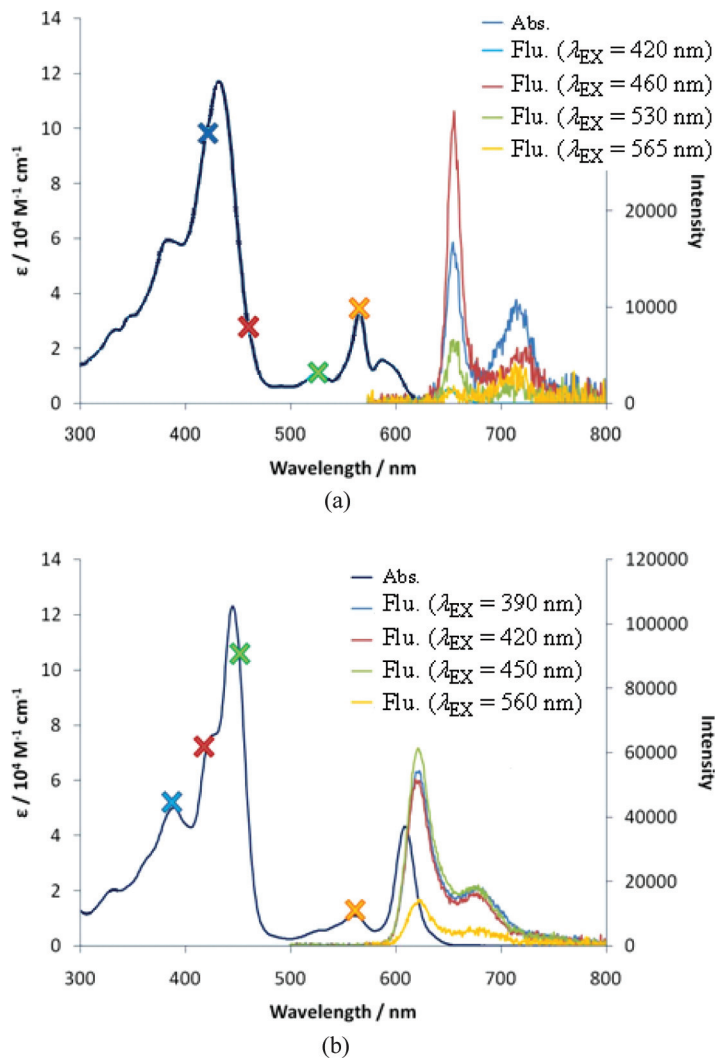 14
12
10
8
6
4
2
0
ε / 10⁴ M⁻¹ cm⁻¹
Abs.
Flu. (λEX = 420 nm)
Flu. (λEX = 460 nm)
Flu. (λEX = 530 nm)
Flu. (λEX = 565 nm)
20000
10000
0
Intensity
300 400 500 600 700 800
Wavelength / nm
(a)
14
12
10
8
6
4
2
0
ε / 10⁴ M⁻¹ cm⁻¹
Abs.
Flu. (λEX = 390 nm)
Flu. (λEX = 420 nm)
Flu. (λEX = 450 nm)
Flu. (λEX = 560 nm)
120000
100000
80000
60000
40000
20000
0
Intensity
300 400 500 600 700 800
Wavelength / nm
(b)